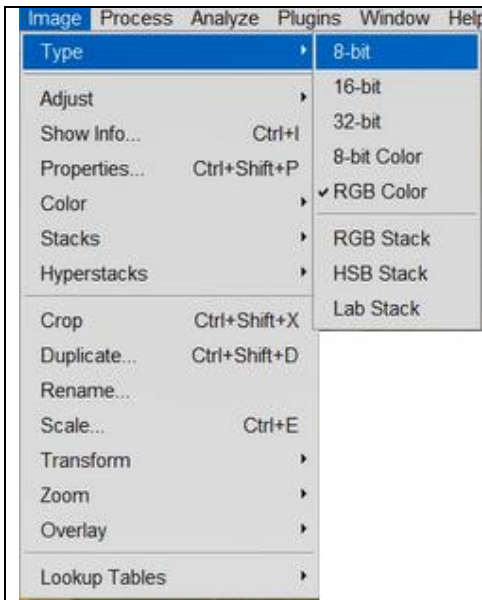 Image Process Analyze Plugins Window Help
Type
Adjust
Show Info... Ctrl+I
Properties... Ctrl+Shift+P
Color
Stacks
Hyperstacks
Crop Ctrl+Shift+X
Duplicate... Ctrl+Shift+D
Rename...
Scale... Ctrl+E
Transform
Zoom
Overlay
Lookup Tables
8-bit
16-bit
32-bit
8-bit Color
RGB Color
RGB Stack
HSB Stack
Lab Stack